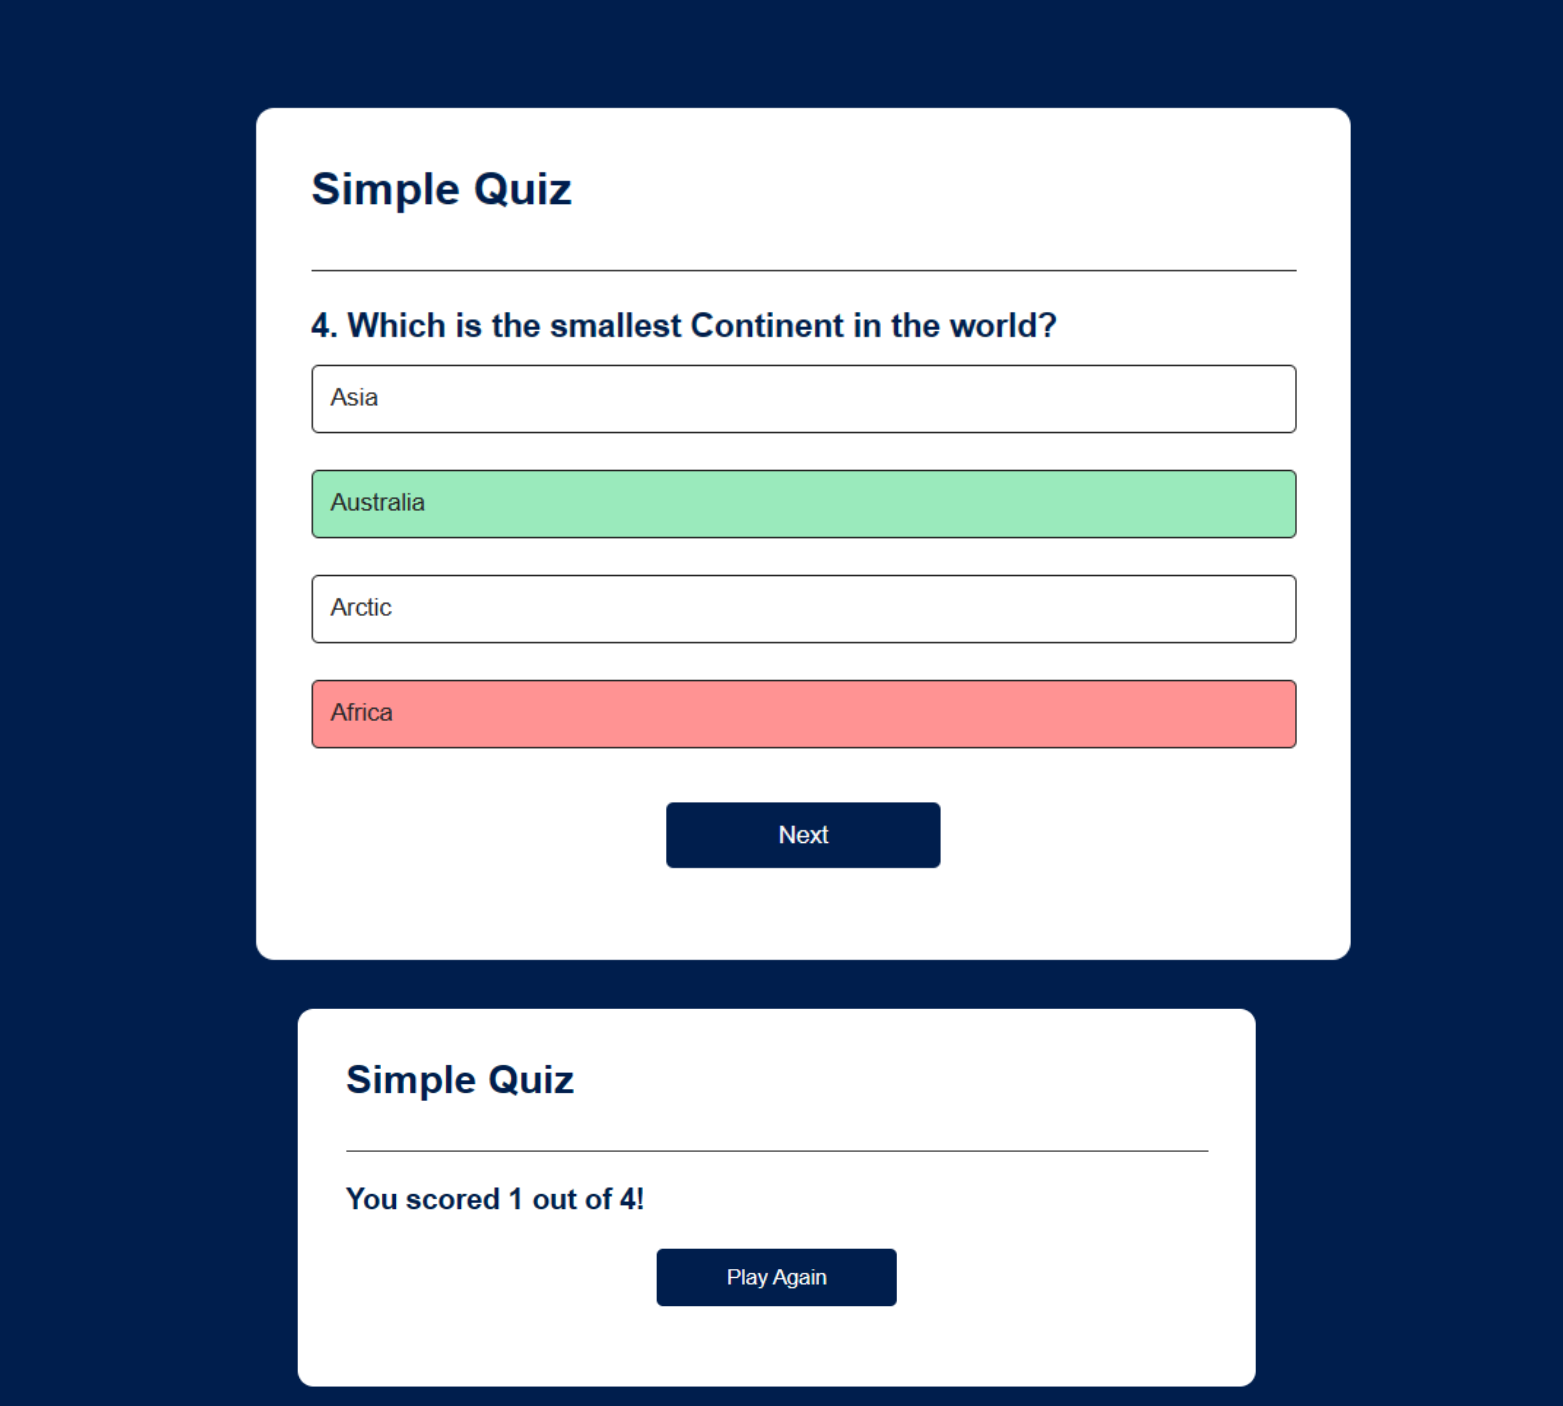 Simple Quiz
4. Which is the smallest Continent in the world?
Asia
Australia
Arctic
Africa
Next
Simple Quiz
You scored 1 out of 4!
Play Again